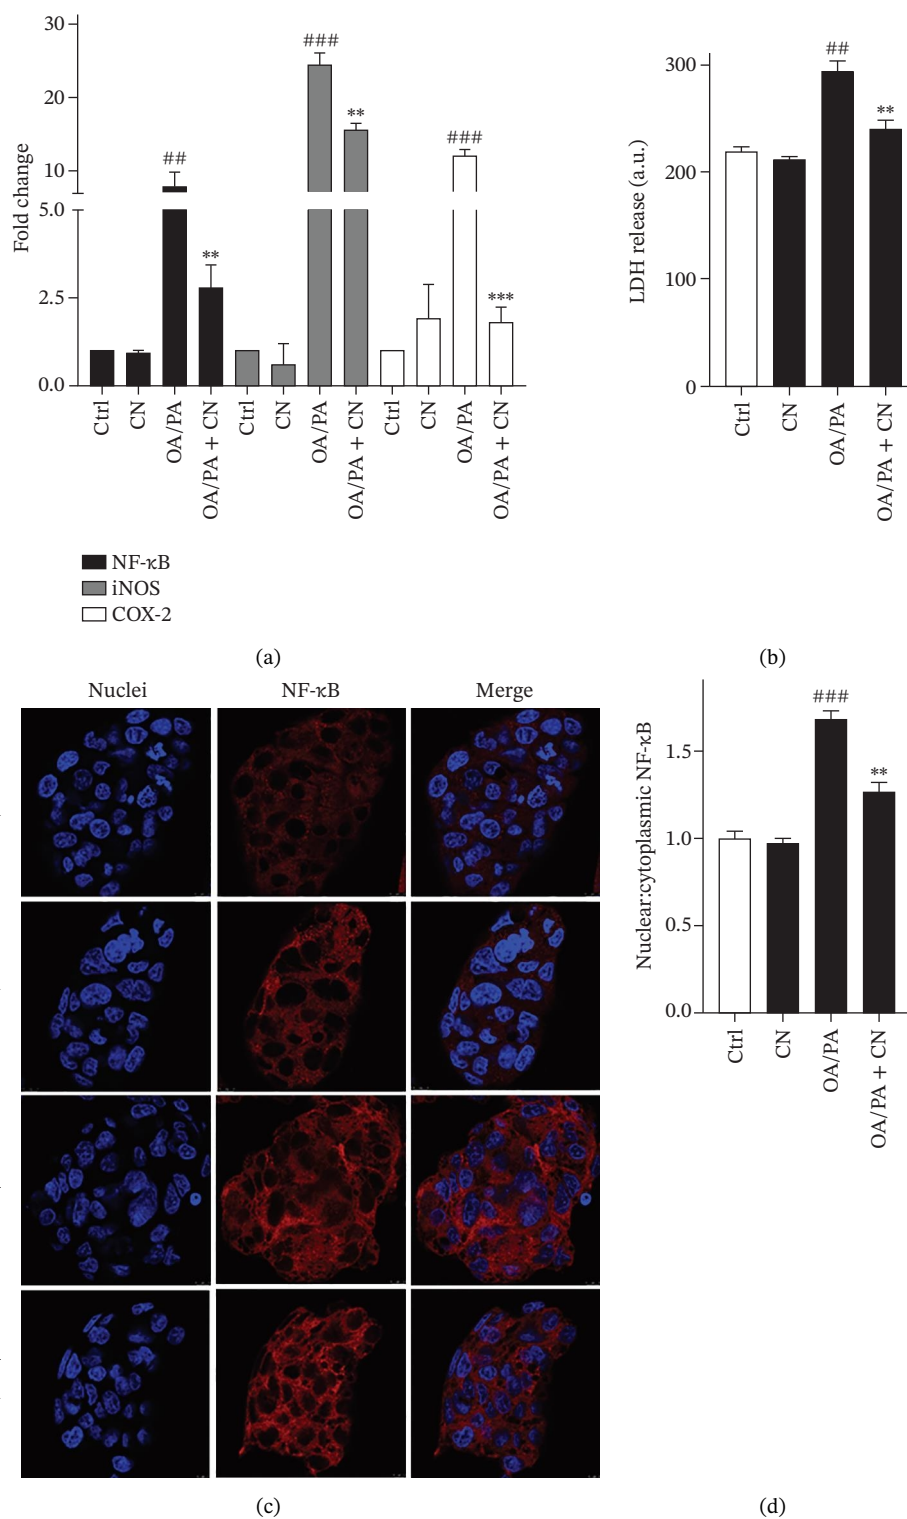 30
20
10
5.0
2.5
0.0
Fold change
##
**
###
**
###
***
Ctrl
CN
OA/PA
OA/PA + CN
Ctrl
CN
OA/PA
OA/PA + CN
Ctrl
CN
OA/PA
OA/PA + CN
NF-κB
iNOS
COX-2
(a)
300
200
100
0
LDH release (a.u.)
##
**
Ctrl
CN
OA/PA
OA/PA + CN
(b)
Nuclei NF-κB Merge
(c)
1.5
1.0
0.5
0.0
Nuclear:cytoplasmic NF-κB
###
**
Ctrl
CN
OA/PA
OA/PA + CN
(d)